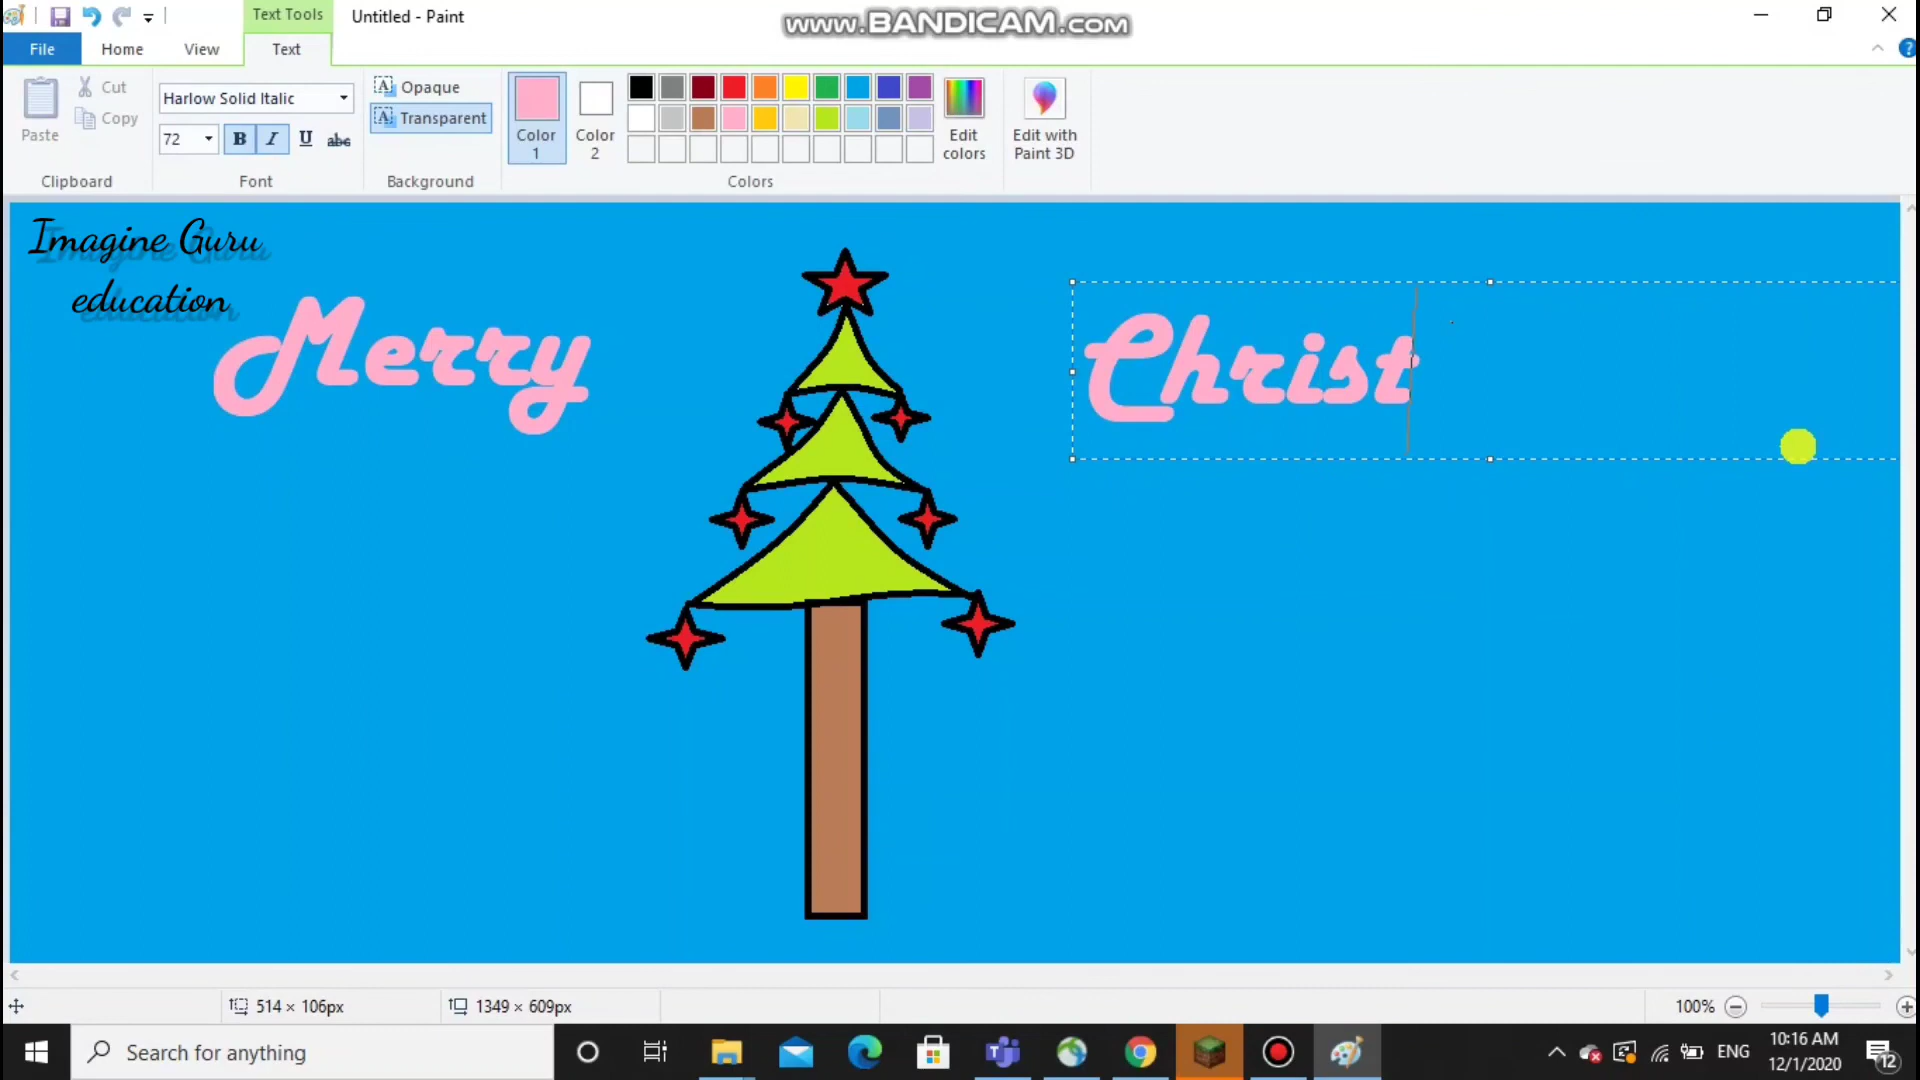 Text Tools
Untitled - Paint
www.BANDICAM.com
File
Home
View
Text
Paste
Cut
Copy
Clipboard
Harlow Solid Italic
72
B
I
U
abc
Font
Opaque
Transparent
Background
Color 1
Color 2
Edit colors
Colors
Edit with Paint 3D
Imagine Guru
education
Merry
Christ
514 × 106px
1349 × 609px
100%
Search for anything
ENG
10:16 AM
12/1/2020
12